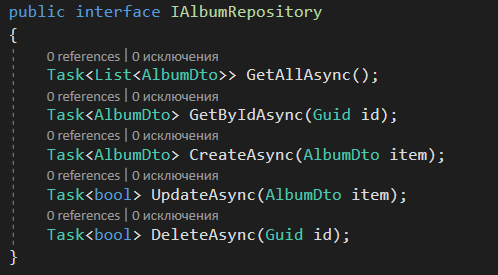 public interface IAlbumRepository
{
0 references | 0 исключения
Task<List<AlbumDto>> GetAllAsync();
0 references | 0 исключения
Task<AlbumDto> GetByIdAsync(Guid id);
0 references | 0 исключения
Task<AlbumDto> CreateAsync(AlbumDto item);
0 references | 0 исключения
Task<bool> UpdateAsync(AlbumDto item);
0 references | 0 исключения
Task<bool> DeleteAsync(Guid id);
}